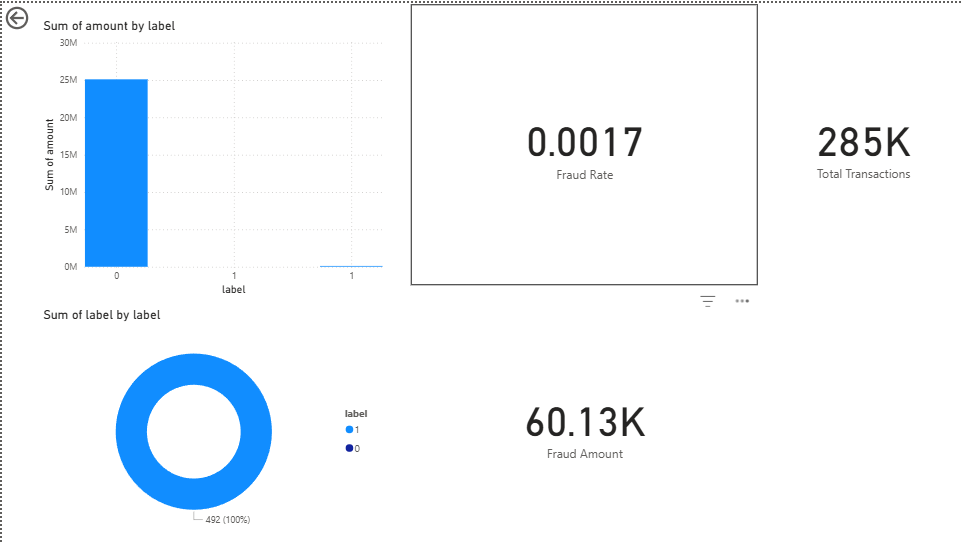 Sum of amount by label
30M
25M
20M
15M
10M
5M
0M
Sum of amount
0
1
1
label
0.0017
Fraud Rate
285K
Total Transactions
Sum of label by label
492 (100%)
label
1
0
60.13K
Fraud Amount